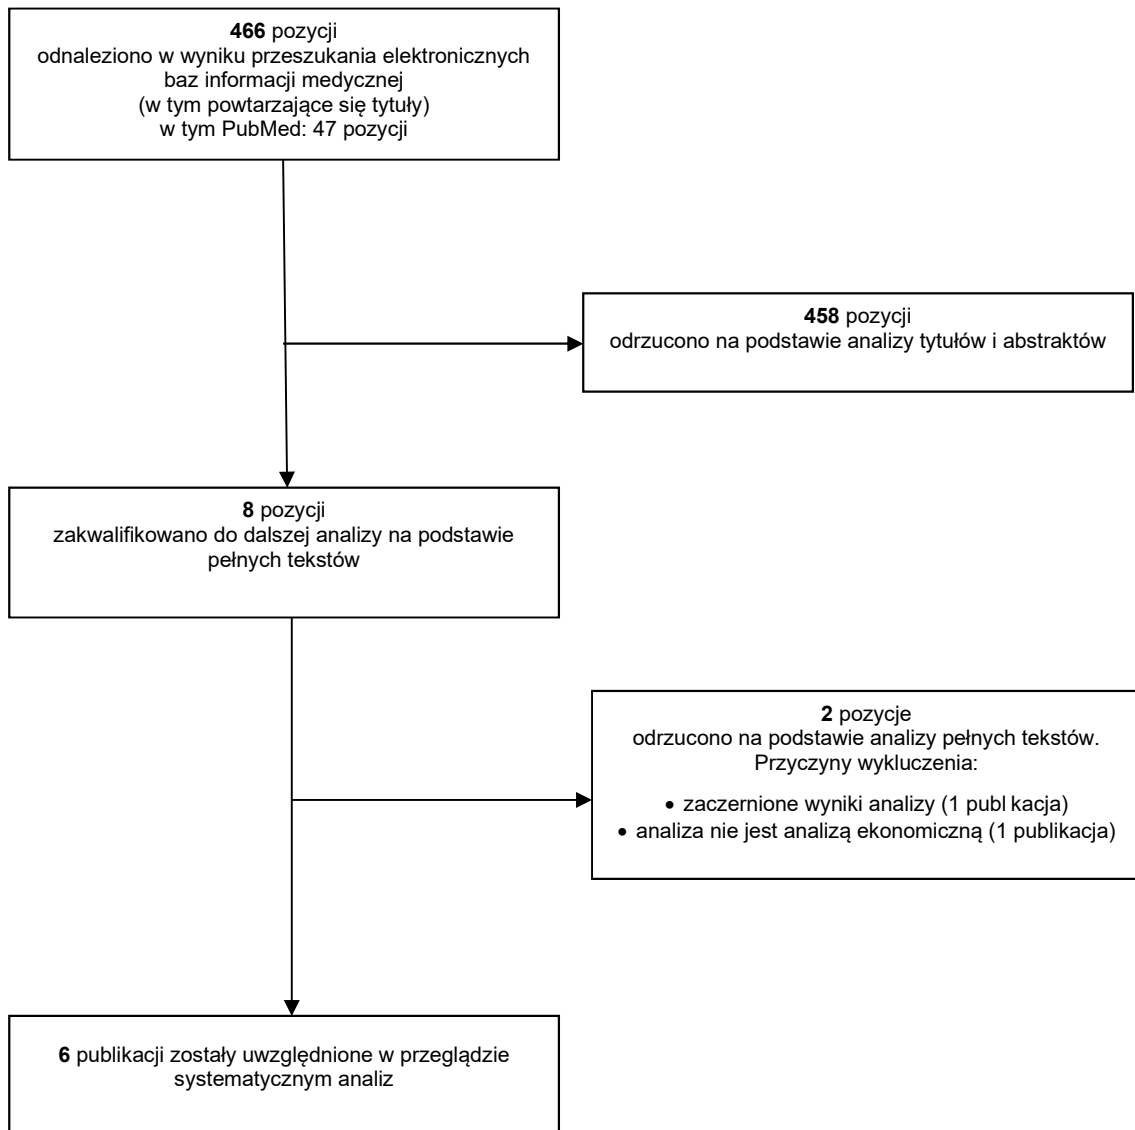 466 pozycji
odnaleziono w wyniku przeszukania elektronicznych
baz informacji medycznej
(w tym powtarzające się tytuły)
w tym PubMed: 47 pozycji
458 pozycji
odrzucono na podstawie analizy tytułów i abstraktów
8 pozycji
zakwalifikowano do dalszej analizy na podstawie
pełnych tekstów
2 pozycje
odrzucono na podstawie analizy pełnych tekstów.
Przyczyny wykluczenia:
• zaczernione wyniki analizy (1 publ kacja)
• analiza nie jest analizą ekonomiczną (1 publikacja)
6 publikacji zostały uwzględnione w przeglądzie
systematycznym analiz